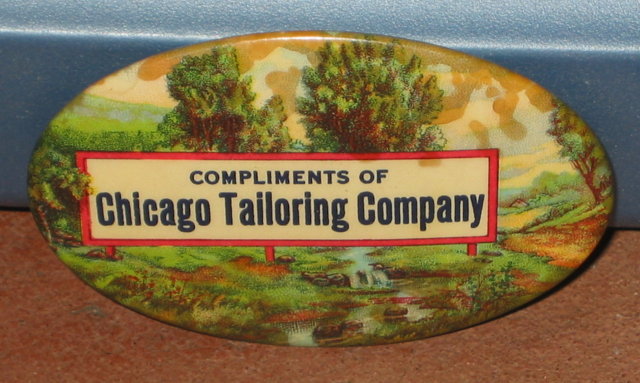 COMPLIMENTS OF
Chicago Tailoring Company